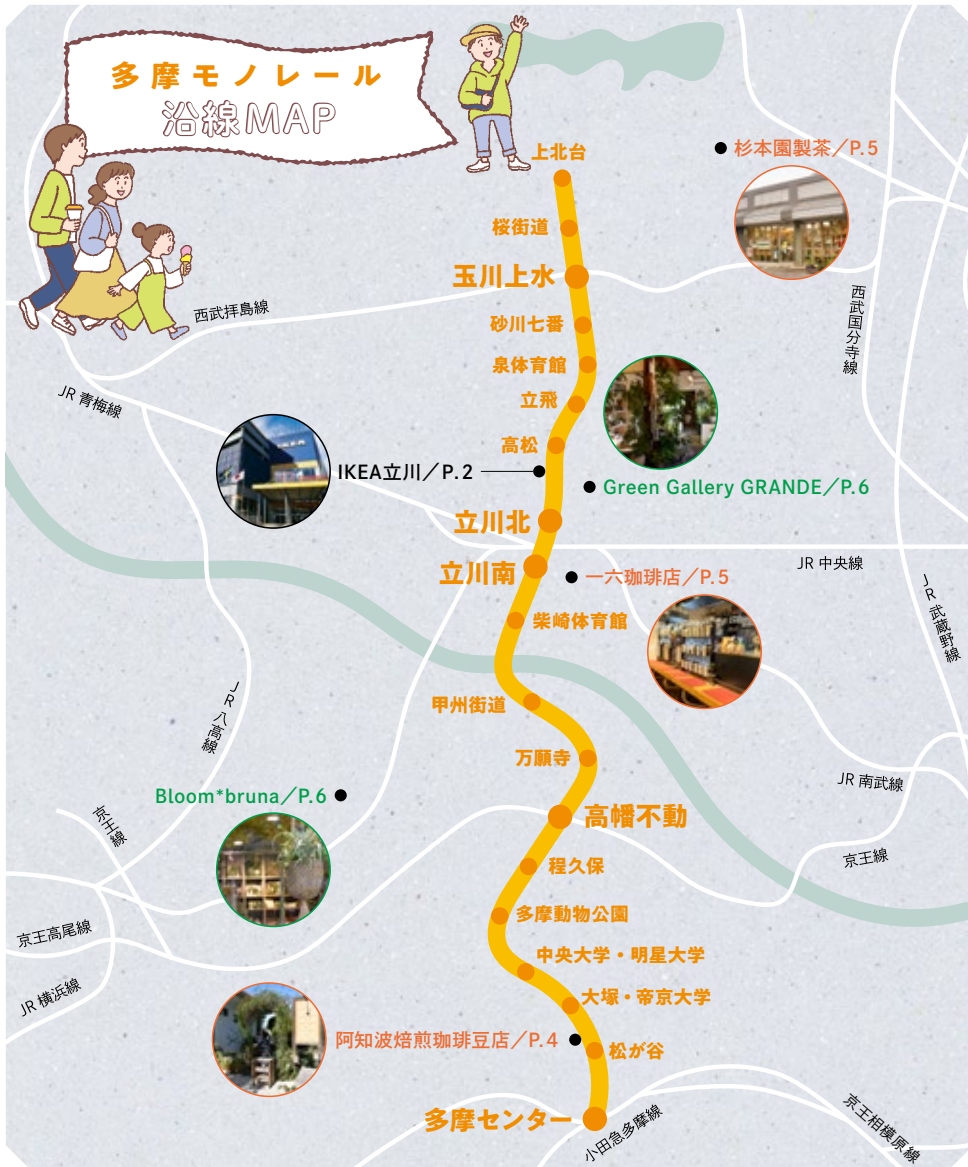 多摩モノレール
沿線MAP
上北台
杉本園製茶／P.5
桜街道
玉川上水
西武拝島線
砂川七番
西武国分寺線
泉体育館
JR 青梅線
立飛
高松
IKEA立川／P.2
Green Gallery GRANDE／P.6
立川北
JR 中央線
立川南
一六珈琲店／P.5
JR 武蔵野線
柴崎体育館
JR 八高線
甲州街道
万願寺
JR 南武線
Bloom*bruna／P.6
京王線
高幡不動
京王線
程久保
多摩動物公園
京王高尾線
中央大学・明星大学
JR 横浜線
大塚・帝京大学
阿知波焙煎珈琲豆店／P.4
松が谷
多摩センター
小田急多摩線
京王相模原線